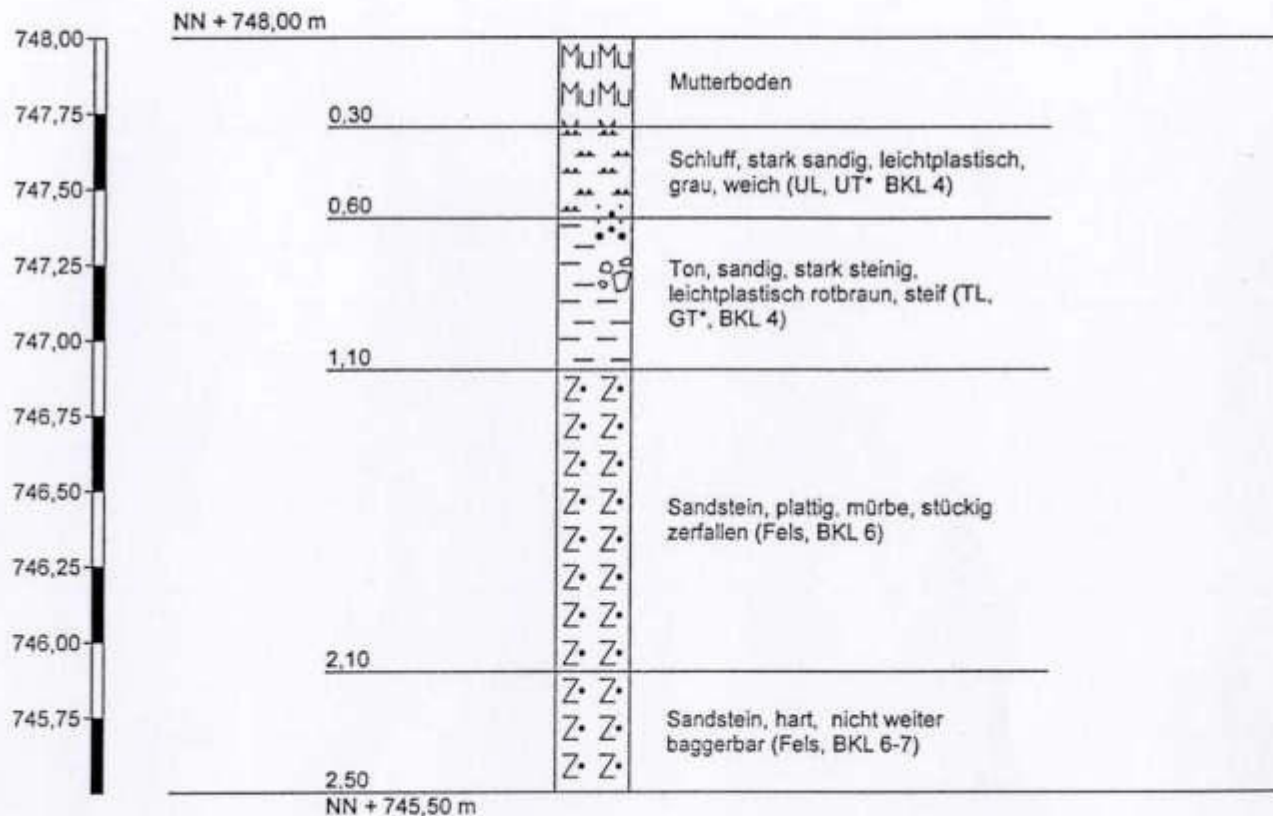 NN + 748,00 m
748,00
MuMu
Mutterboden
MuMu
747,75
0,30
Schluff, stark sandig, leichtplastisch,
grau, weich (UL, UT* BKL 4)
747,50
0,60
747,25
Ton, sandig, stark steinig,
leichtplastisch rotbraun, steif (TL,
GT*, BKL 4)
747,00
1,10
Z Z
746,75
Z Z
Z Z
746,50
Z Z
Sandstein, plattig, mürbe, stückig
zerfallen (Fels, BKL 6)
Z Z
746,25
Z Z
Z Z
746,00
Z Z
2,10
Z Z
745,75
Z Z
Sandstein, hart, nicht weiter
baggerbar (Fels, BKL 6-7)
Z Z
2,50
NN + 745,50 m